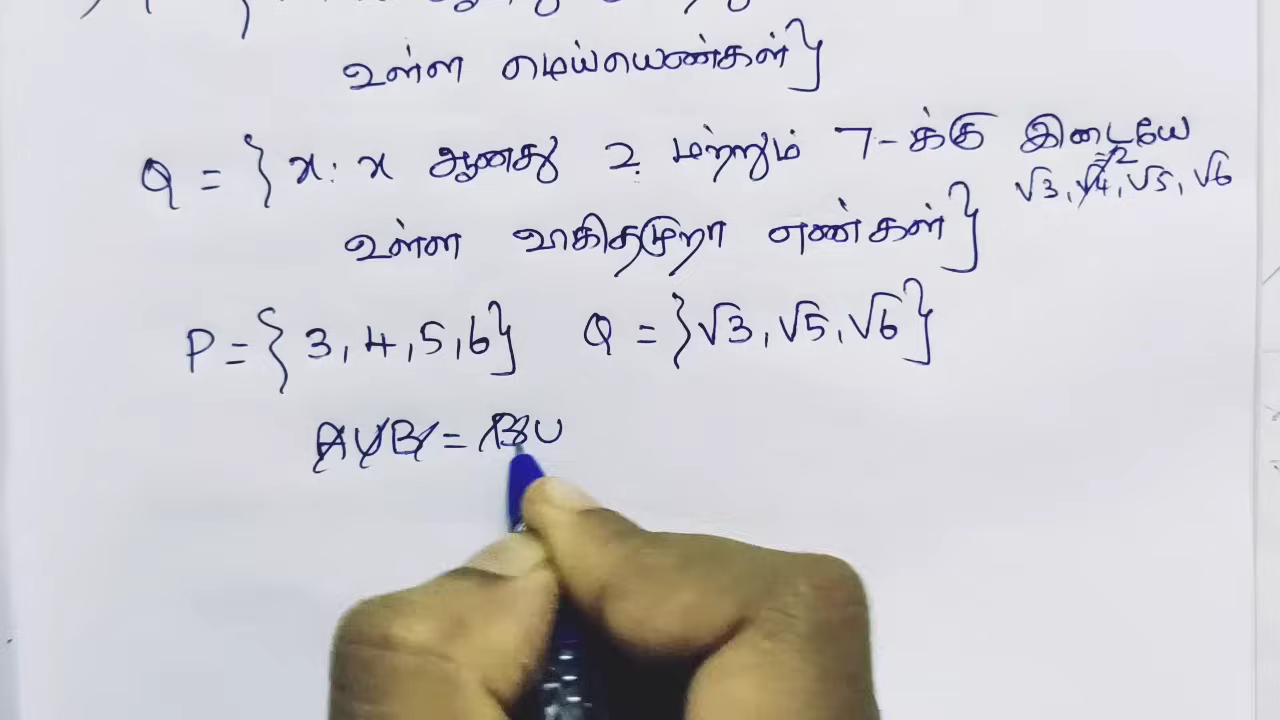 உள்ள மெய்யெண்கள்}
Q = {x : x ஆனது 2 மற்றும் 7-க்கு இடையே
=2
√3, √4, √5, √6
உள்ள விகிதமுறா எண்கள்}
P = {3, 4, 5, 6} Q = {√3, √5, √6}
A∪B = B∪